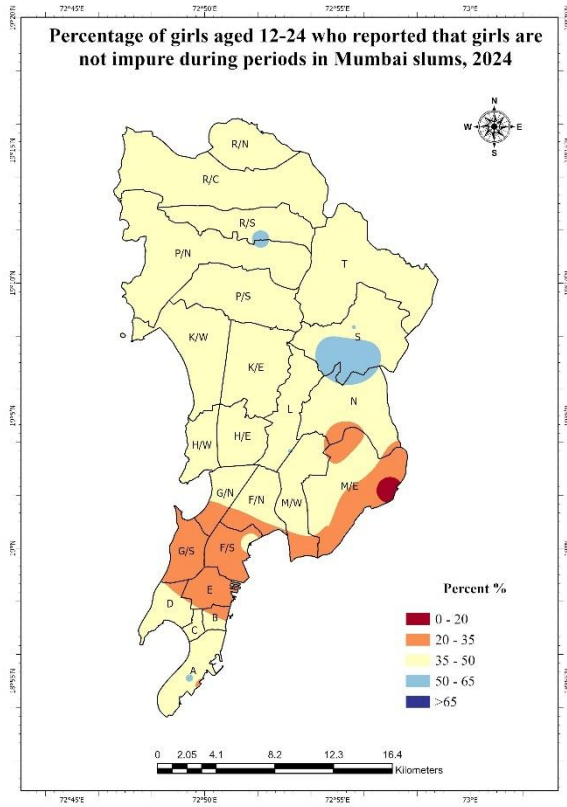 72°45'E 72°50'E 72°55'E 73°E
Percentage of girls aged 12-24 who reported that girls are
not impure during periods in Mumbai slums, 2024
N
W E
S
R/N
R/C
R/S
P/N
T
P/S
S
K/W
K/E
N
L
H/E
H/W
M/E
G/N
F/N
M/W
G/S
F/S
E
D
B
C
A
Percent %
0 - 20
20 - 35
35 - 50
50 - 65
>65
0 2.05 4.1 8.2 12.3 16.4
Kilometers
72°45'E 72°50'E 72°55'E 73°E